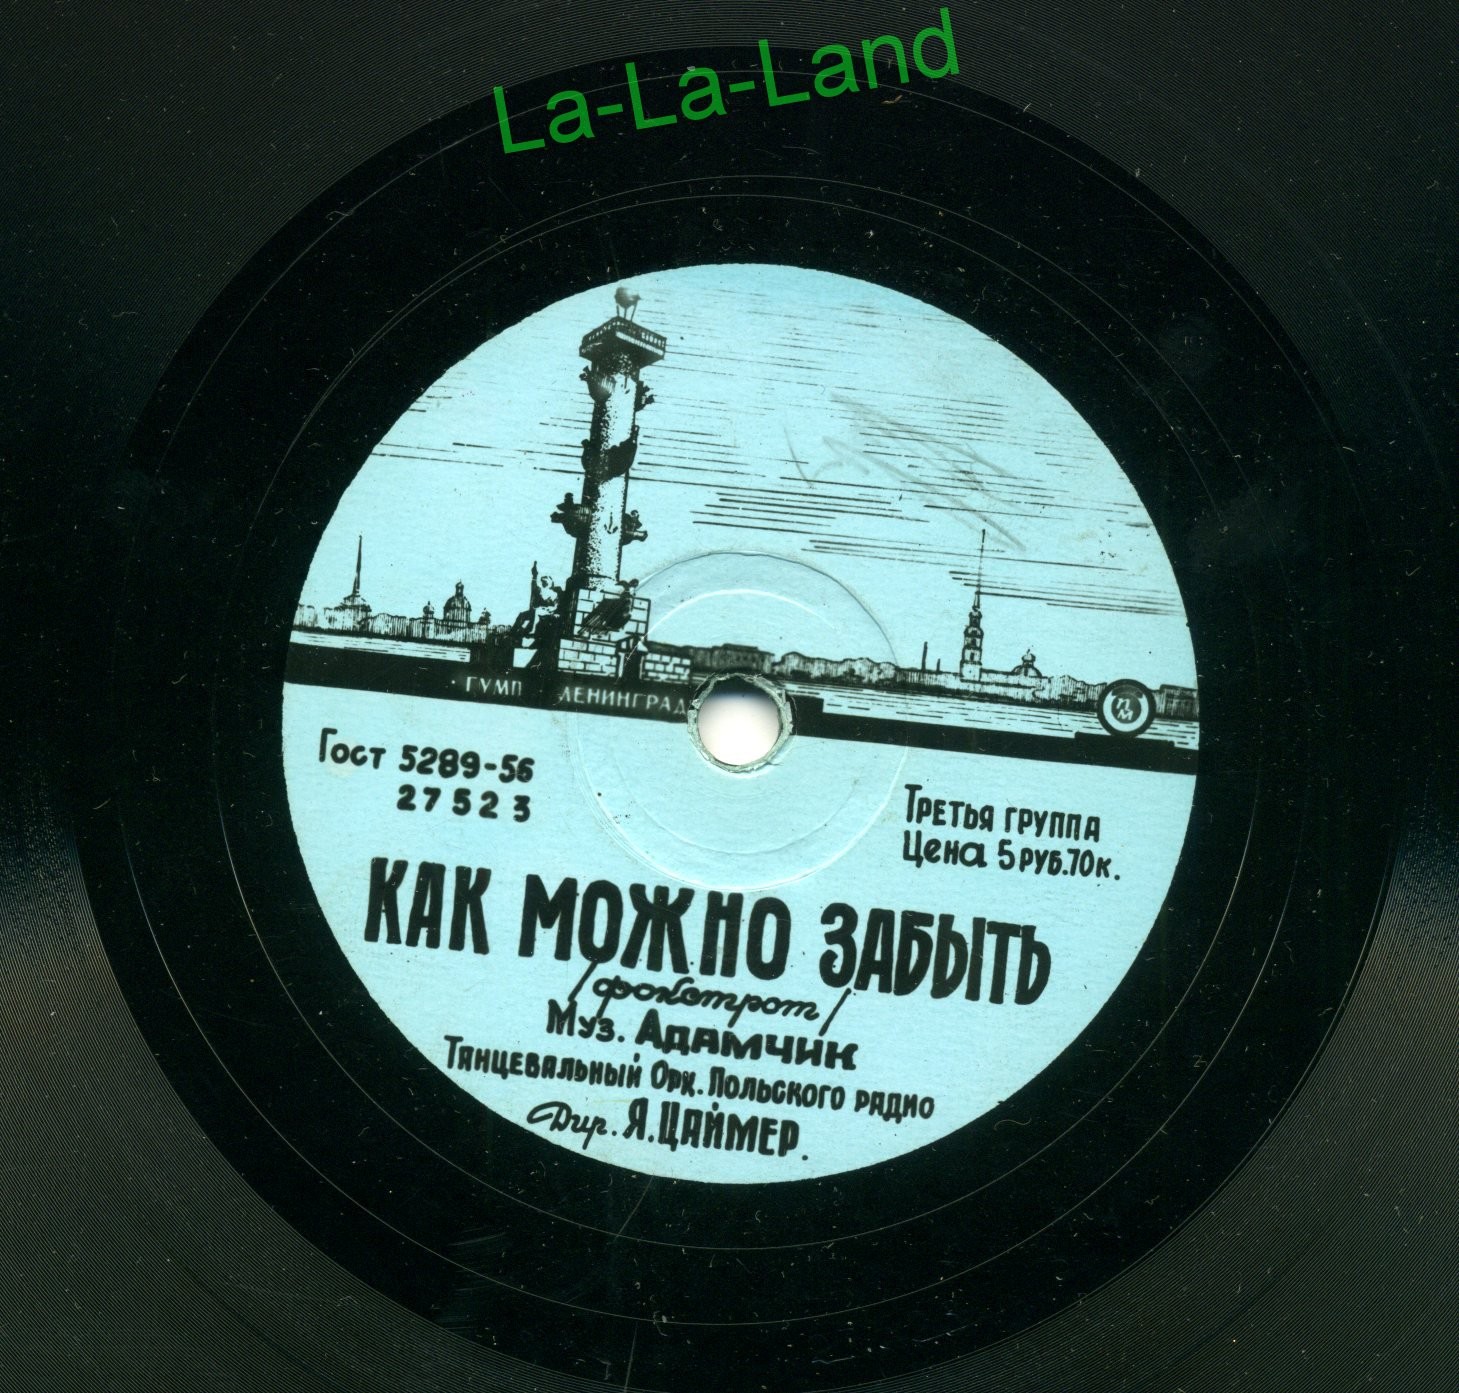 La-La-Land
ГУМП ЛЕНИНГРАД
ПМ
Гост 5289-56
27523
Третья группа
Цена 5 руб. 70 к.
КАК МОЖНО ЗАБЫТЬ
/фокстрот/
Муз. Адамчик
Танцевальный Орк. Польского радио
Дир. Я. Цаймер.